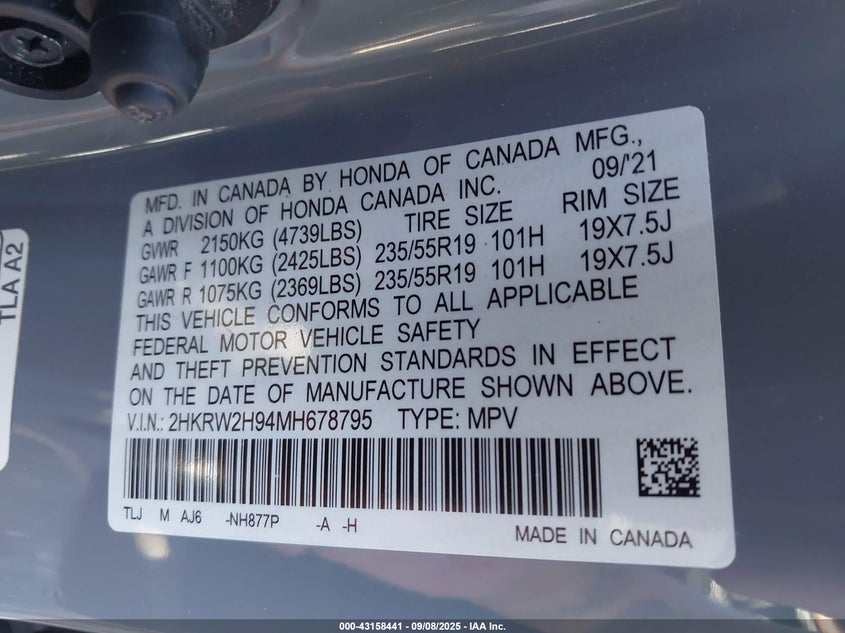 MFD. IN CANADA BY HONDA OF CANADA MFG.,
A DIVISION OF HONDA CANADA INC. 09/'21
GVWR 2150KG (4739LBS) TIRE SIZE RIM SIZE
GAWR F 1100KG (2425LBS) 235/55R19 101H 19X7.5J
GAWR R 1075KG (2369LBS) 235/55R19 101H 19X7.5J
THIS VEHICLE CONFORMS TO ALL APPLICABLE
FEDERAL MOTOR VEHICLE SAFETY
AND THEFT PREVENTION STANDARDS IN EFFECT
ON THE DATE OF MANUFACTURE SHOWN ABOVE.
V.I.N.: 2HKRW2H94MH678795 TYPE: MPV
TLJ M AJ6 -NH877P -A -H
MADE IN CANADA
TLA A2
000-43158441 - 09/08/2025 - IAA Inc.